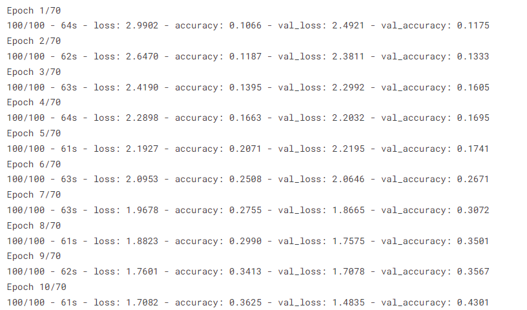 Epoch 1/70
100/100 - 64s - loss: 2.9902 - accuracy: 0.1066 - val_loss: 2.4921 - val_accuracy: 0.1175
Epoch 2/70
100/100 - 62s - loss: 2.6470 - accuracy: 0.1187 - val_loss: 2.3811 - val_accuracy: 0.1333
Epoch 3/70
100/100 - 63s - loss: 2.4190 - accuracy: 0.1395 - val_loss: 2.2992 - val_accuracy: 0.1605
Epoch 4/70
100/100 - 64s - loss: 2.2898 - accuracy: 0.1663 - val_loss: 2.2032 - val_accuracy: 0.1695
Epoch 5/70
100/100 - 61s - loss: 2.1927 - accuracy: 0.2071 - val_loss: 2.2195 - val_accuracy: 0.1741
Epoch 6/70
100/100 - 63s - loss: 2.0953 - accuracy: 0.2508 - val_loss: 2.0646 - val_accuracy: 0.2671
Epoch 7/70
100/100 - 63s - loss: 1.9678 - accuracy: 0.2755 - val_loss: 1.8665 - val_accuracy: 0.3072
Epoch 8/70
100/100 - 61s - loss: 1.8823 - accuracy: 0.2990 - val_loss: 1.7575 - val_accuracy: 0.3501
Epoch 9/70
100/100 - 62s - loss: 1.7601 - accuracy: 0.3413 - val_loss: 1.7078 - val_accuracy: 0.3567
Epoch 10/70
100/100 - 61s - loss: 1.7082 - accuracy: 0.3625 - val_loss: 1.4835 - val_accuracy: 0.4301